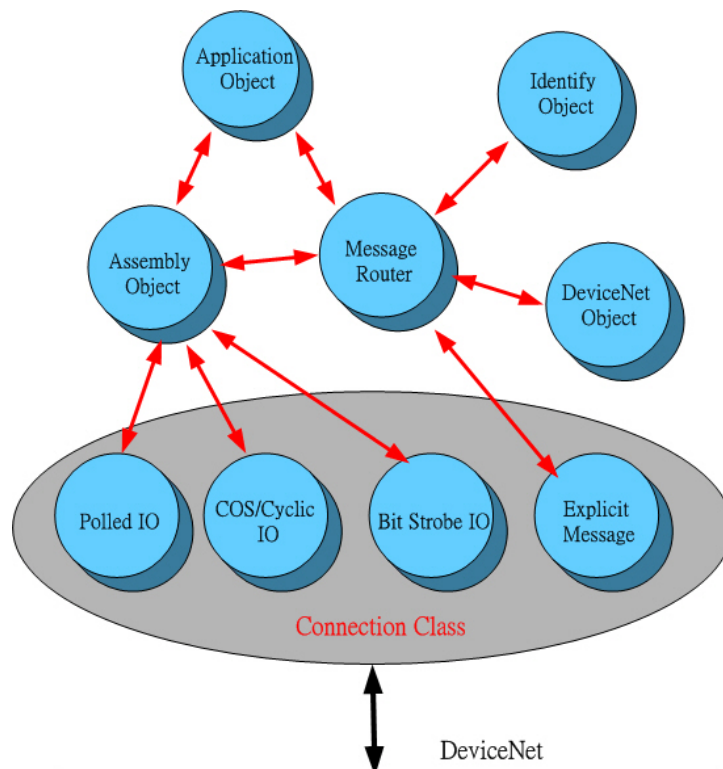 Application
Object
Identify
Object
Assembly
Object
Message
Router
DeviceNet
Object
Polled IO
COS/Cyclic
IO
Bit Strobe IO
Explicit
Message
Connection Class
DeviceNet